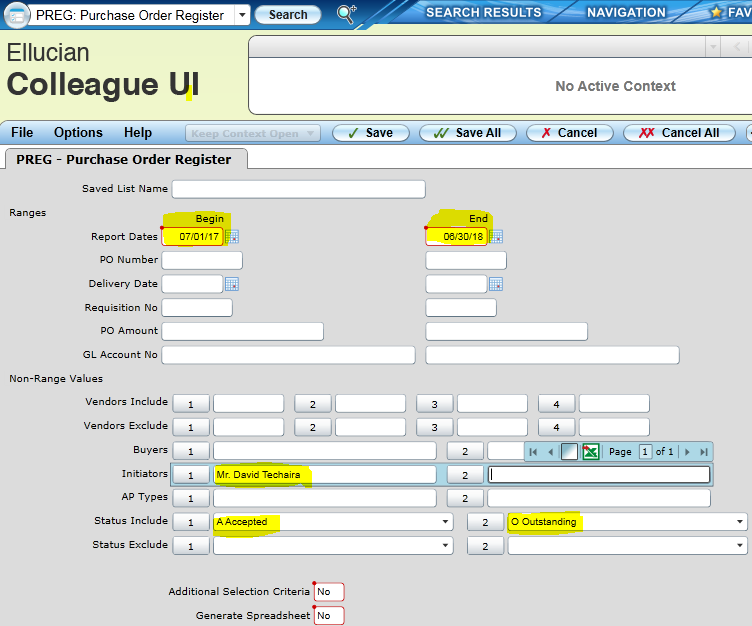 PREG: Purchase Order Register Search SEARCH RESULTS NAVIGATION FAV
Ellucian
Colleague UI
No Active Context
File Options Help Keep Context Open Save Save All Cancel Cancel All
PREG - Purchase Order Register
Saved List Name
Ranges
Begin End
Report Dates 07/01/17 06/30/18
PO Number
Delivery Date
Requisition No
PO Amount
GL Account No
Non-Range Values
Vendors Include 1 2 3 4
Vendors Exclude 1 2 3 4
Buyers 1 2 Page 1 of 1
Initiators 1 Mr. David Techaira 2
AP Types 1 2
Status Include 1 A Accepted 2 O Outstanding
Status Exclude 1 2
Additional Selection Criteria No
Generate Spreadsheet No